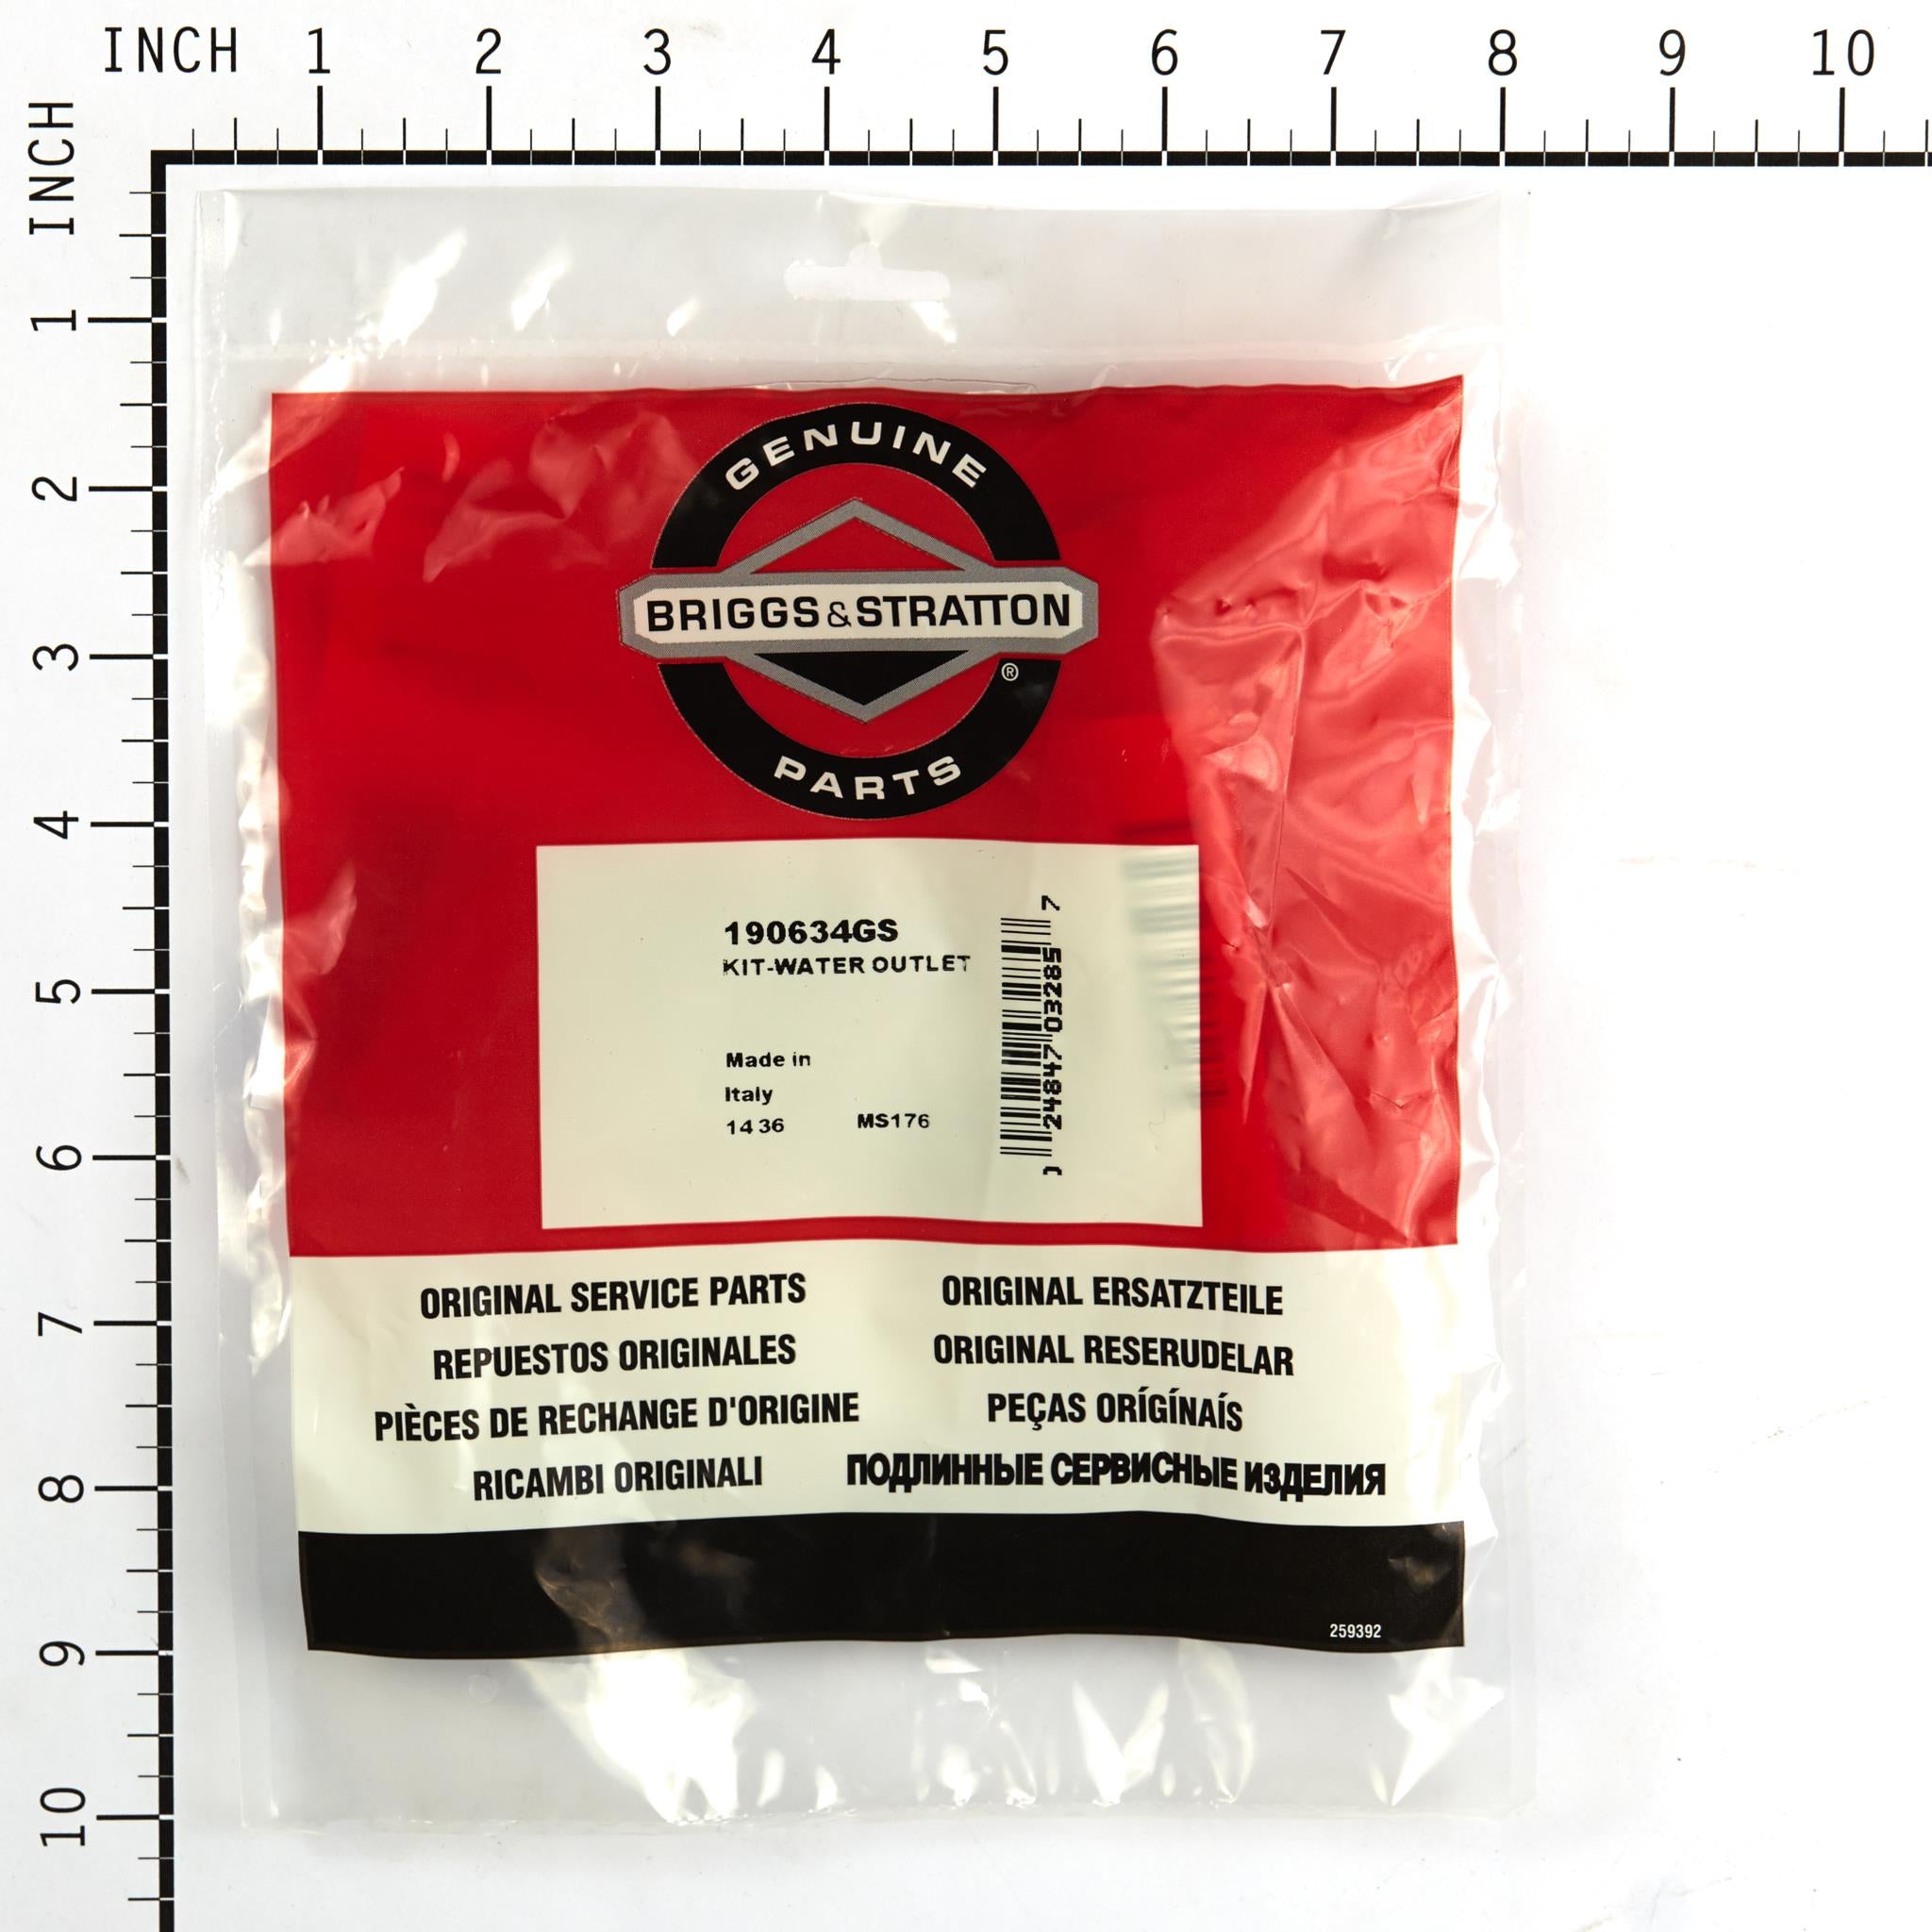 INCH 1 2 3 4 5 6 7 8 9 10
INCH
1
2
3
4
5
6
7
8
9
10
GENUINE
BRIGGS & STRATTON
®
PARTS
190634GS
KIT-WATER OUTLET
Made in
Italy
14 36 MS176
0 24847 03285 7
ORIGINAL SERVICE PARTS
ORIGINAL ERSATZTEILE
REPUESTOS ORIGINALES
ORIGINAL RESERUDELAR
PIÈCES DE RECHANGE D'ORIGINE
PEÇAS ORÍGÍNAÍS
RICAMBI ORIGINALI
ПОДЛИННЫЕ СЕРВИСНЫЕ ИЗДЕЛИЯ
259392